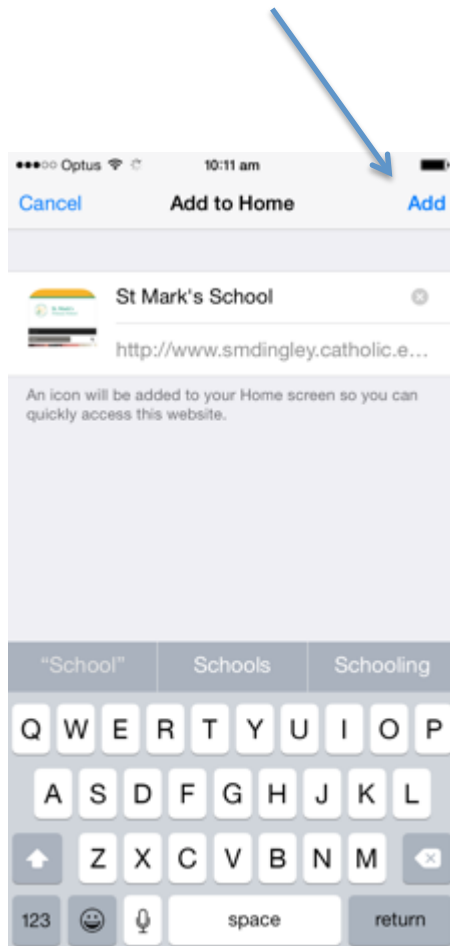 Optus 10:11 am
Cancel Add to Home Add
St Mark's School
http://www.smdingley.catholic.e...
An icon will be added to your Home screen so you can
quickly access this website.
"School" Schools Schooling
Q W E R T Y U I O P
A S D F G H J K L
Z X C V B N M
123 space return